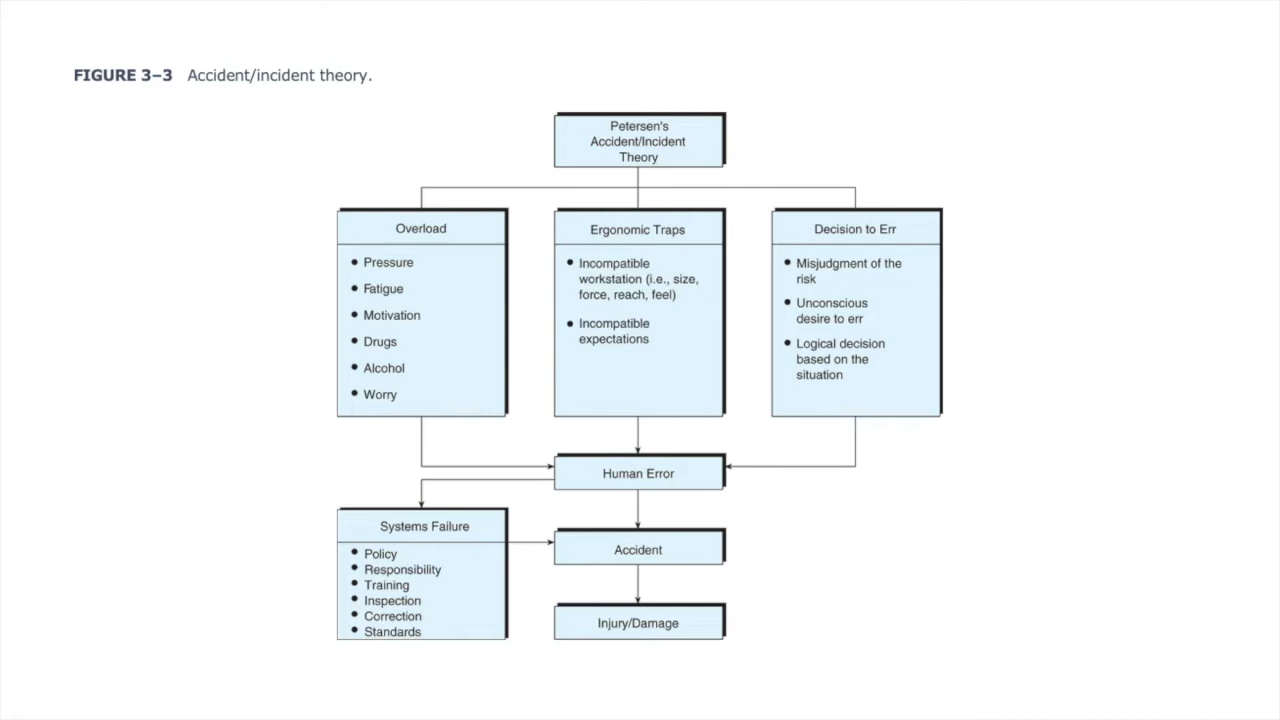 FIGURE 3–3 Accident/incident theory.
Petersen's
Accident/Incident
Theory
Overload
• Pressure
• Fatigue
• Motivation
• Drugs
• Alcohol
• Worry
Ergonomic Traps
• Incompatible
workstation (i.e., size,
force, reach, feel)
• Incompatible
expectations
Decision to Err
• Misjudgment of the
risk
• Unconscious
desire to err
• Logical decision
based on the
situation
Human Error
Systems Failure
• Policy
• Responsibility
• Training
• Inspection
• Correction
• Standards
Accident
Injury/Damage